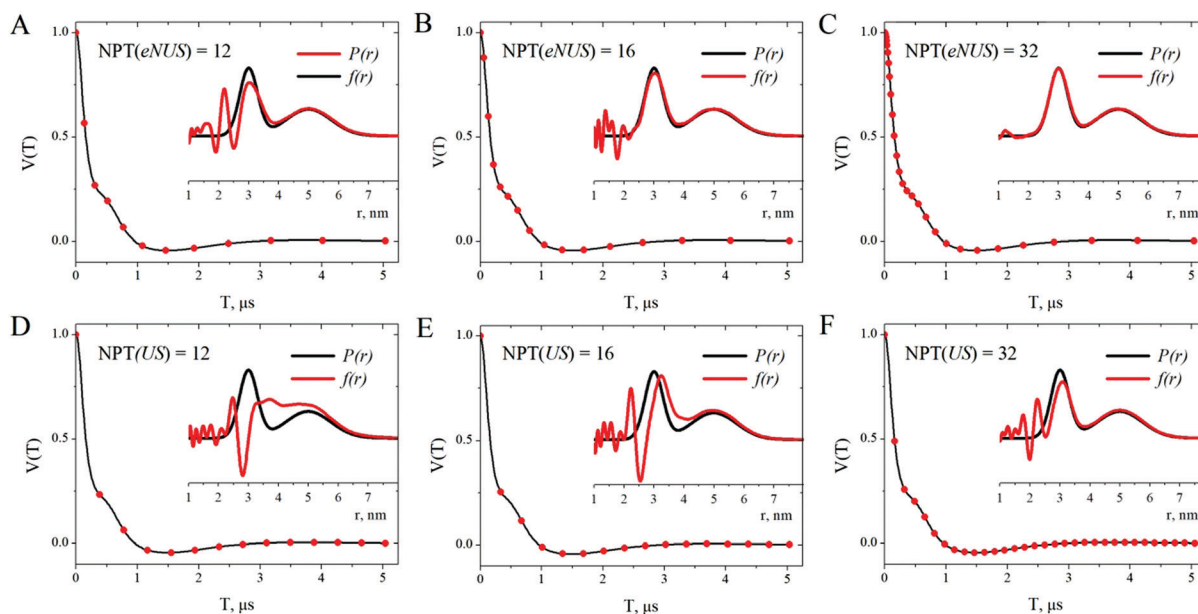 A
NPT(eNUS) = 12
P(r)
f(r)
1.0
0.5
0.0
V(T)
1 2 3 4 5 6 7
r, nm
0 1 2 3 4 5
T, μs
B
NPT(eNUS) = 16
P(r)
f(r)
1.0
0.5
0.0
V(T)
1 2 3 4 5 6 7
r, nm
0 1 2 3 4 5
T, μs
C
NPT(eNUS) = 32
P(r)
f(r)
1.0
0.5
0.0
V(T)
1 2 3 4 5 6 7
r, nm
0 1 2 3 4 5
T, μs
D
NPT(US) = 12
P(r)
f(r)
1.0
0.5
0.0
V(T)
1 2 3 4 5 6 7
r, nm
0 1 2 3 4 5
T, μs
E
NPT(US) = 16
P(r)
f(r)
1.0
0.5
0.0
V(T)
1 2 3 4 5 6 7
r, nm
0 1 2 3 4 5
T, μs
F
NPT(US) = 32
P(r)
f(r)
1.0
0.5
0.0
V(T)
1 2 3 4 5 6 7
r, nm
0 1 2 3 4 5
T, μs